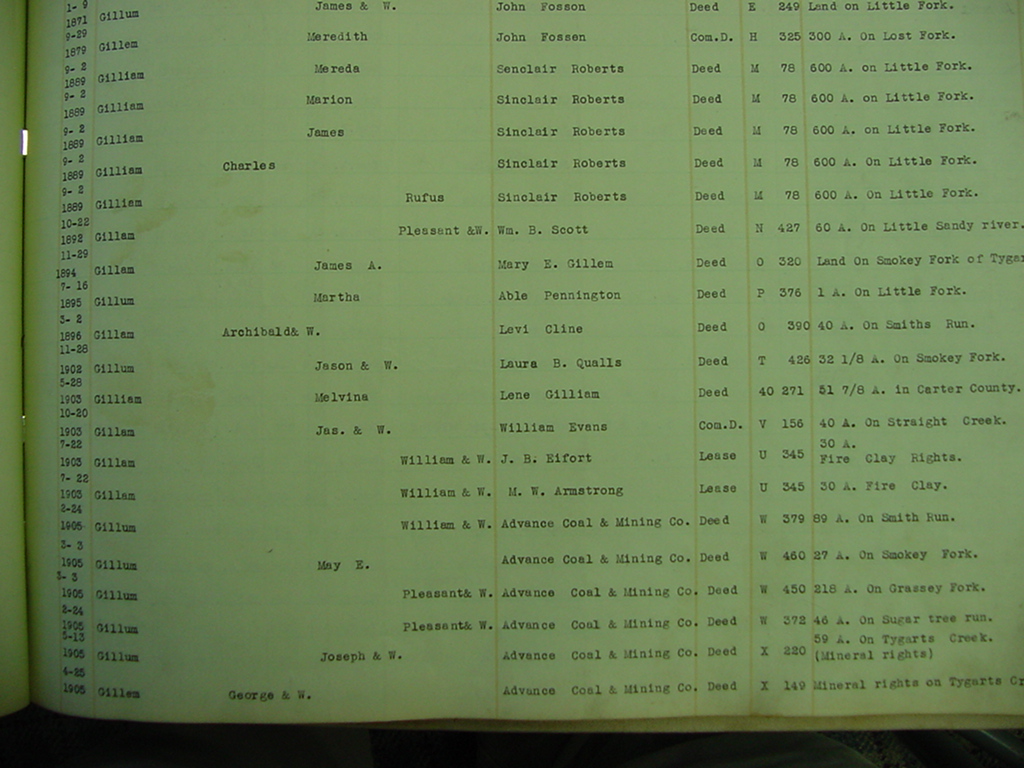 1- 9
1871 Gillum James & W. John Fosson Deed E 249 Land on Little Fork.
9-29
1879 Gillem Meredith John Fossen Com.D. H 325 300 A. On Lost Fork.
9- 2
1889 Gilliam Mereda Senclair Roberts Deed M 78 600 A. on Little Fork.
9- 2
1889 Gilliam Marion Sinclair Roberts Deed M 78 600 A. on Little Fork.
9- 2
1889 Gilliam James Sinclair Roberts Deed M 78 600 A. on Little Fork.
9- 2
1889 Gilliam Charles Sinclair Roberts Deed M 78 600 A. On Little Fork.
9- 2
1889 Gilliam Rufus Sinclair Roberts Deed M 78 600 A. On Little Fork.
10-22
1892 Gillam Pleasant &W. Wm. B. Scott Deed N 427 60 A. On Little Sandy river.
11-29
1894 Gillam James A. Mary E. Gillem Deed O 320 Land On Smokey Fork of Tygar
7- 16
1895 Gillum Martha Able Pennington Deed P 376 1 A. On Little Fork.
3- 2
1896 Gillam Archibald& W. Levi Cline Deed O 390 40 A. On Smiths Run.
11-28
1902 Gillum Jason & W. Laura B. Qualls Deed T 426 32 1/8 A. On Smokey Fork.
5-28
1903 Gilliam Melvina Lene Gilliam Deed 40 271 51 7/8 A. in Carter County.
10-20
1903 Gillam Jas. & W. William Evans Com.D. V 156 40 A. On Straight Creek.
7-22 30 A.
1903 Gillam William & W. J. B. Eifort Lease U 345 Fire Clay Rights.
7- 22
1903 Gillam William & W. M. W. Armstrong Lease U 345 30 A. Fire Clay.
2-24
1905 Gillum William & W. Advance Coal & Mining Co. Deed W 379 89 A. On Smith Run.
3- 3
1905 Gillum May E. Advance Coal & Mining Co. Deed W 460 27 A. On Smokey Fork.
3- 3
1905 Gillum Pleasant& W. Advance Coal & Mining Co. Deed W 450 218 A. On Grassey Fork.
2-24
1905 Gillum Pleasant& W. Advance Coal & Mining Co. Deed W 372 46 A. On Sugar tree run.
5-13 59 A. On Tygarts Creek.
1905 Gillum Joseph & W. Advance Coal & Mining Co. Deed X 220 (Mineral rights)
4-25
1905 Gillem George & W. Advance Coal & Mining Co. Deed X 149 Mineral rights on Tygarts Cr